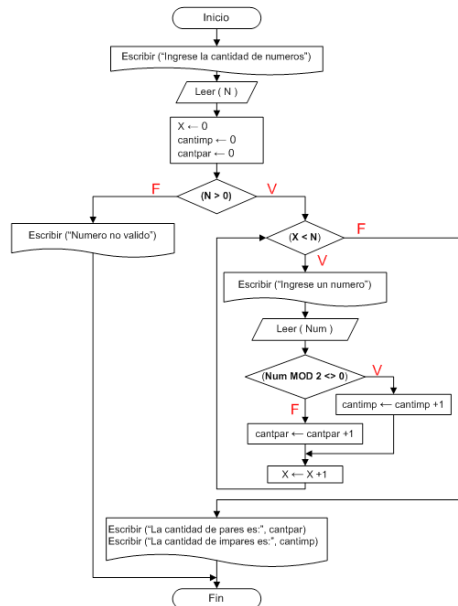 Inicio
Escribir ("Ingrese la cantidad de numeros")
Leer ( N )
X ← 0
cantimp ← 0
cantpar ← 0
F
(N > 0)
V
Escribir ("Numero no valido")
(X < N)
F
V
Escribir ("Ingrese un numero")
Leer ( Num )
(Num MOD 2 <> 0)
V
F
cantimp ← cantimp +1
cantpar ← cantpar +1
X ← X +1
Escribir ("La cantidad de pares es:", cantpar)
Escribir ("La cantidad de impares es:", cantimp)
Fin